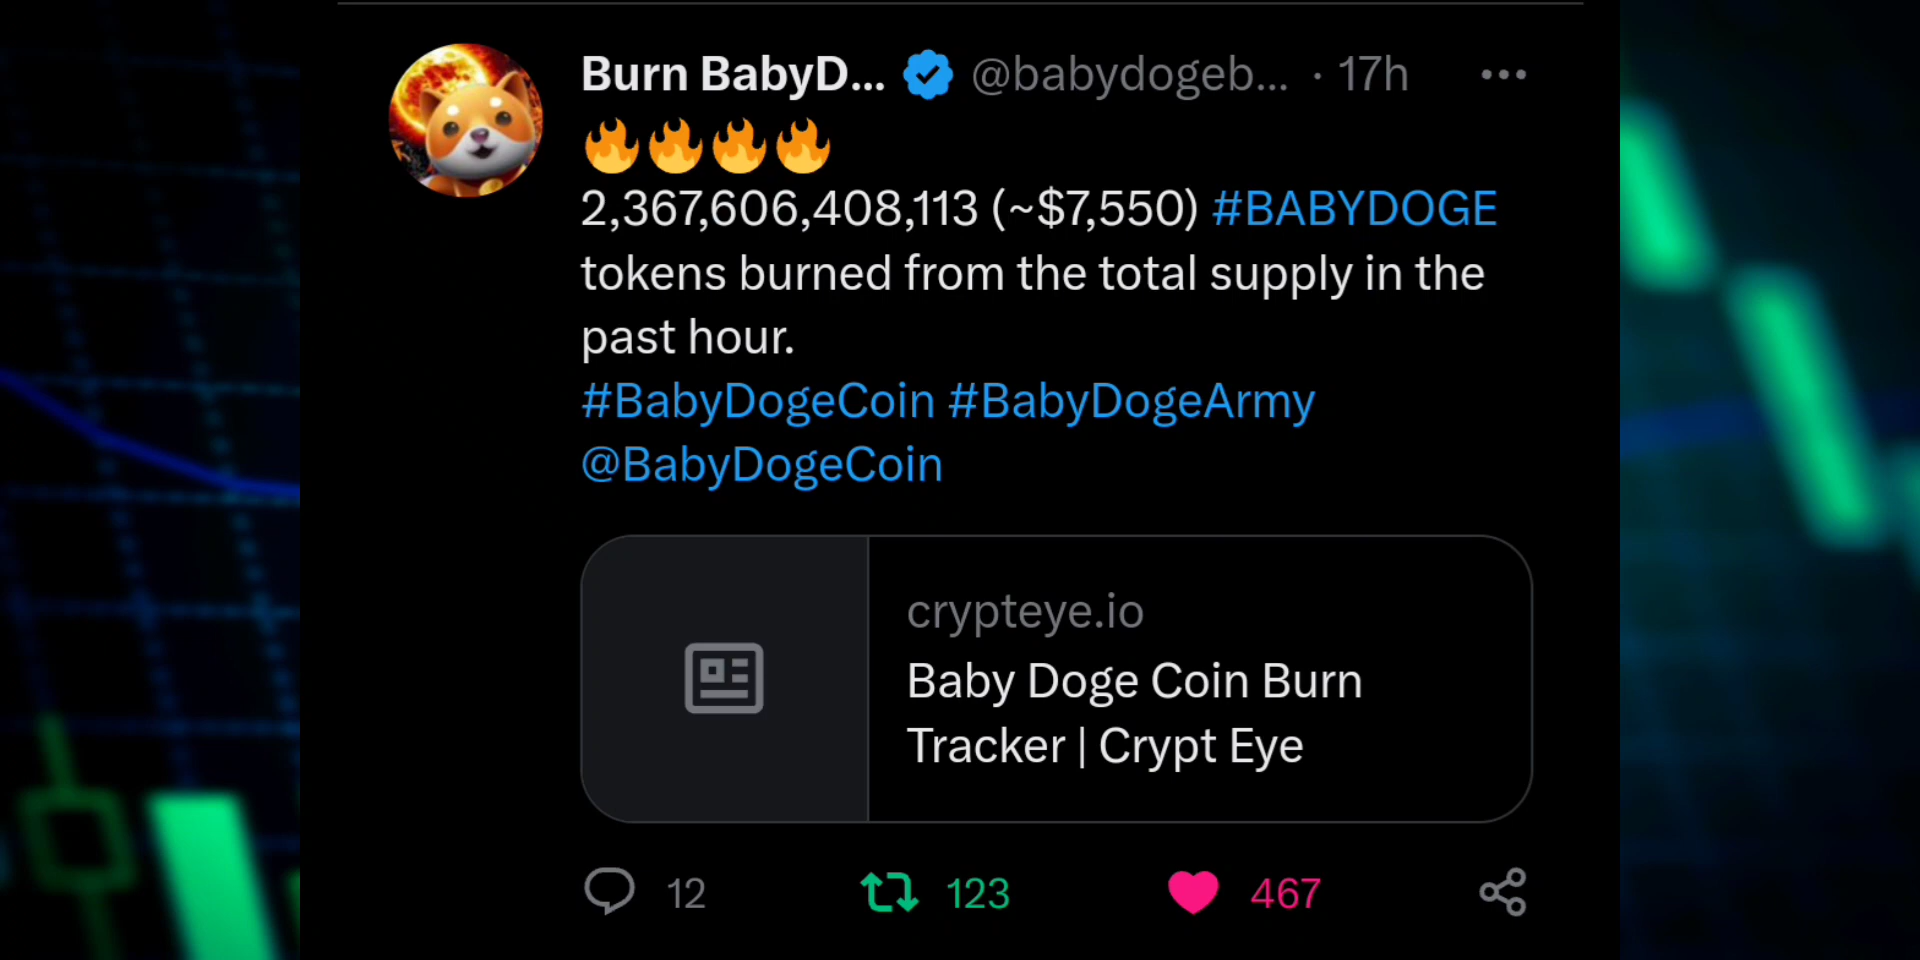 Burn BabyD... @babydogeb... · 17h
🔥🔥🔥🔥
2,367,606,408,113 (~$7,550) #BABYDOGE
tokens burned from the total supply in the
past hour.
#BabyDogeCoin #BabyDogeArmy
@BabyDogeCoin
crypteye.io
Baby Doge Coin Burn
Tracker | Crypt Eye
12 123 467